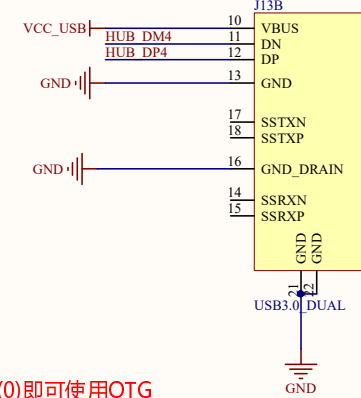 J13B
VCC_USB 10 VBUS
HUB_DM4 11 DN
HUB_DP4 12 DP
GND 13 GND
17 SSTXN
18 SSTXP
GND 16 GND_DRAIN
14 SSRXN
15 SSRXP
GND GND
21 22
USB3.0_DUAL
(0)即可使用OTG
GND